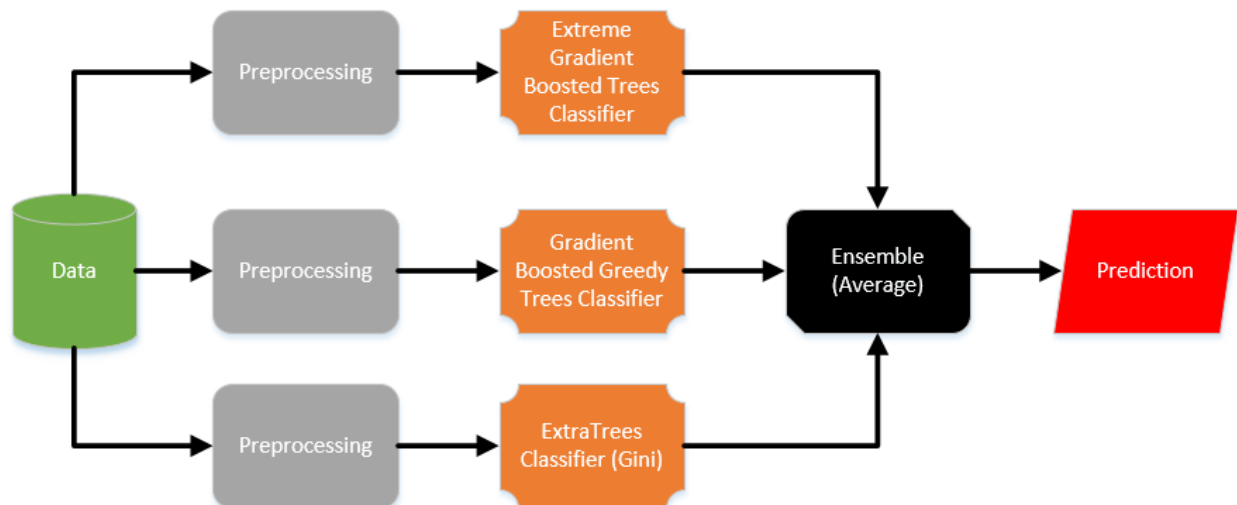 Preprocessing
Extreme
Gradient
Boosted Trees
Classifier
Data
Preprocessing
Gradient
Boosted Greedy
Trees Classifier
Ensemble
(Average)
Prediction
Preprocessing
ExtraTrees
Classifier (Gini)